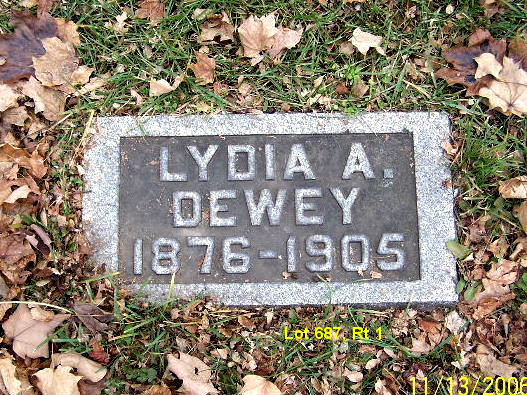 LYDIA A.
DEWEY
1876-1905
Lot 687, Rt 1
11/13/2006